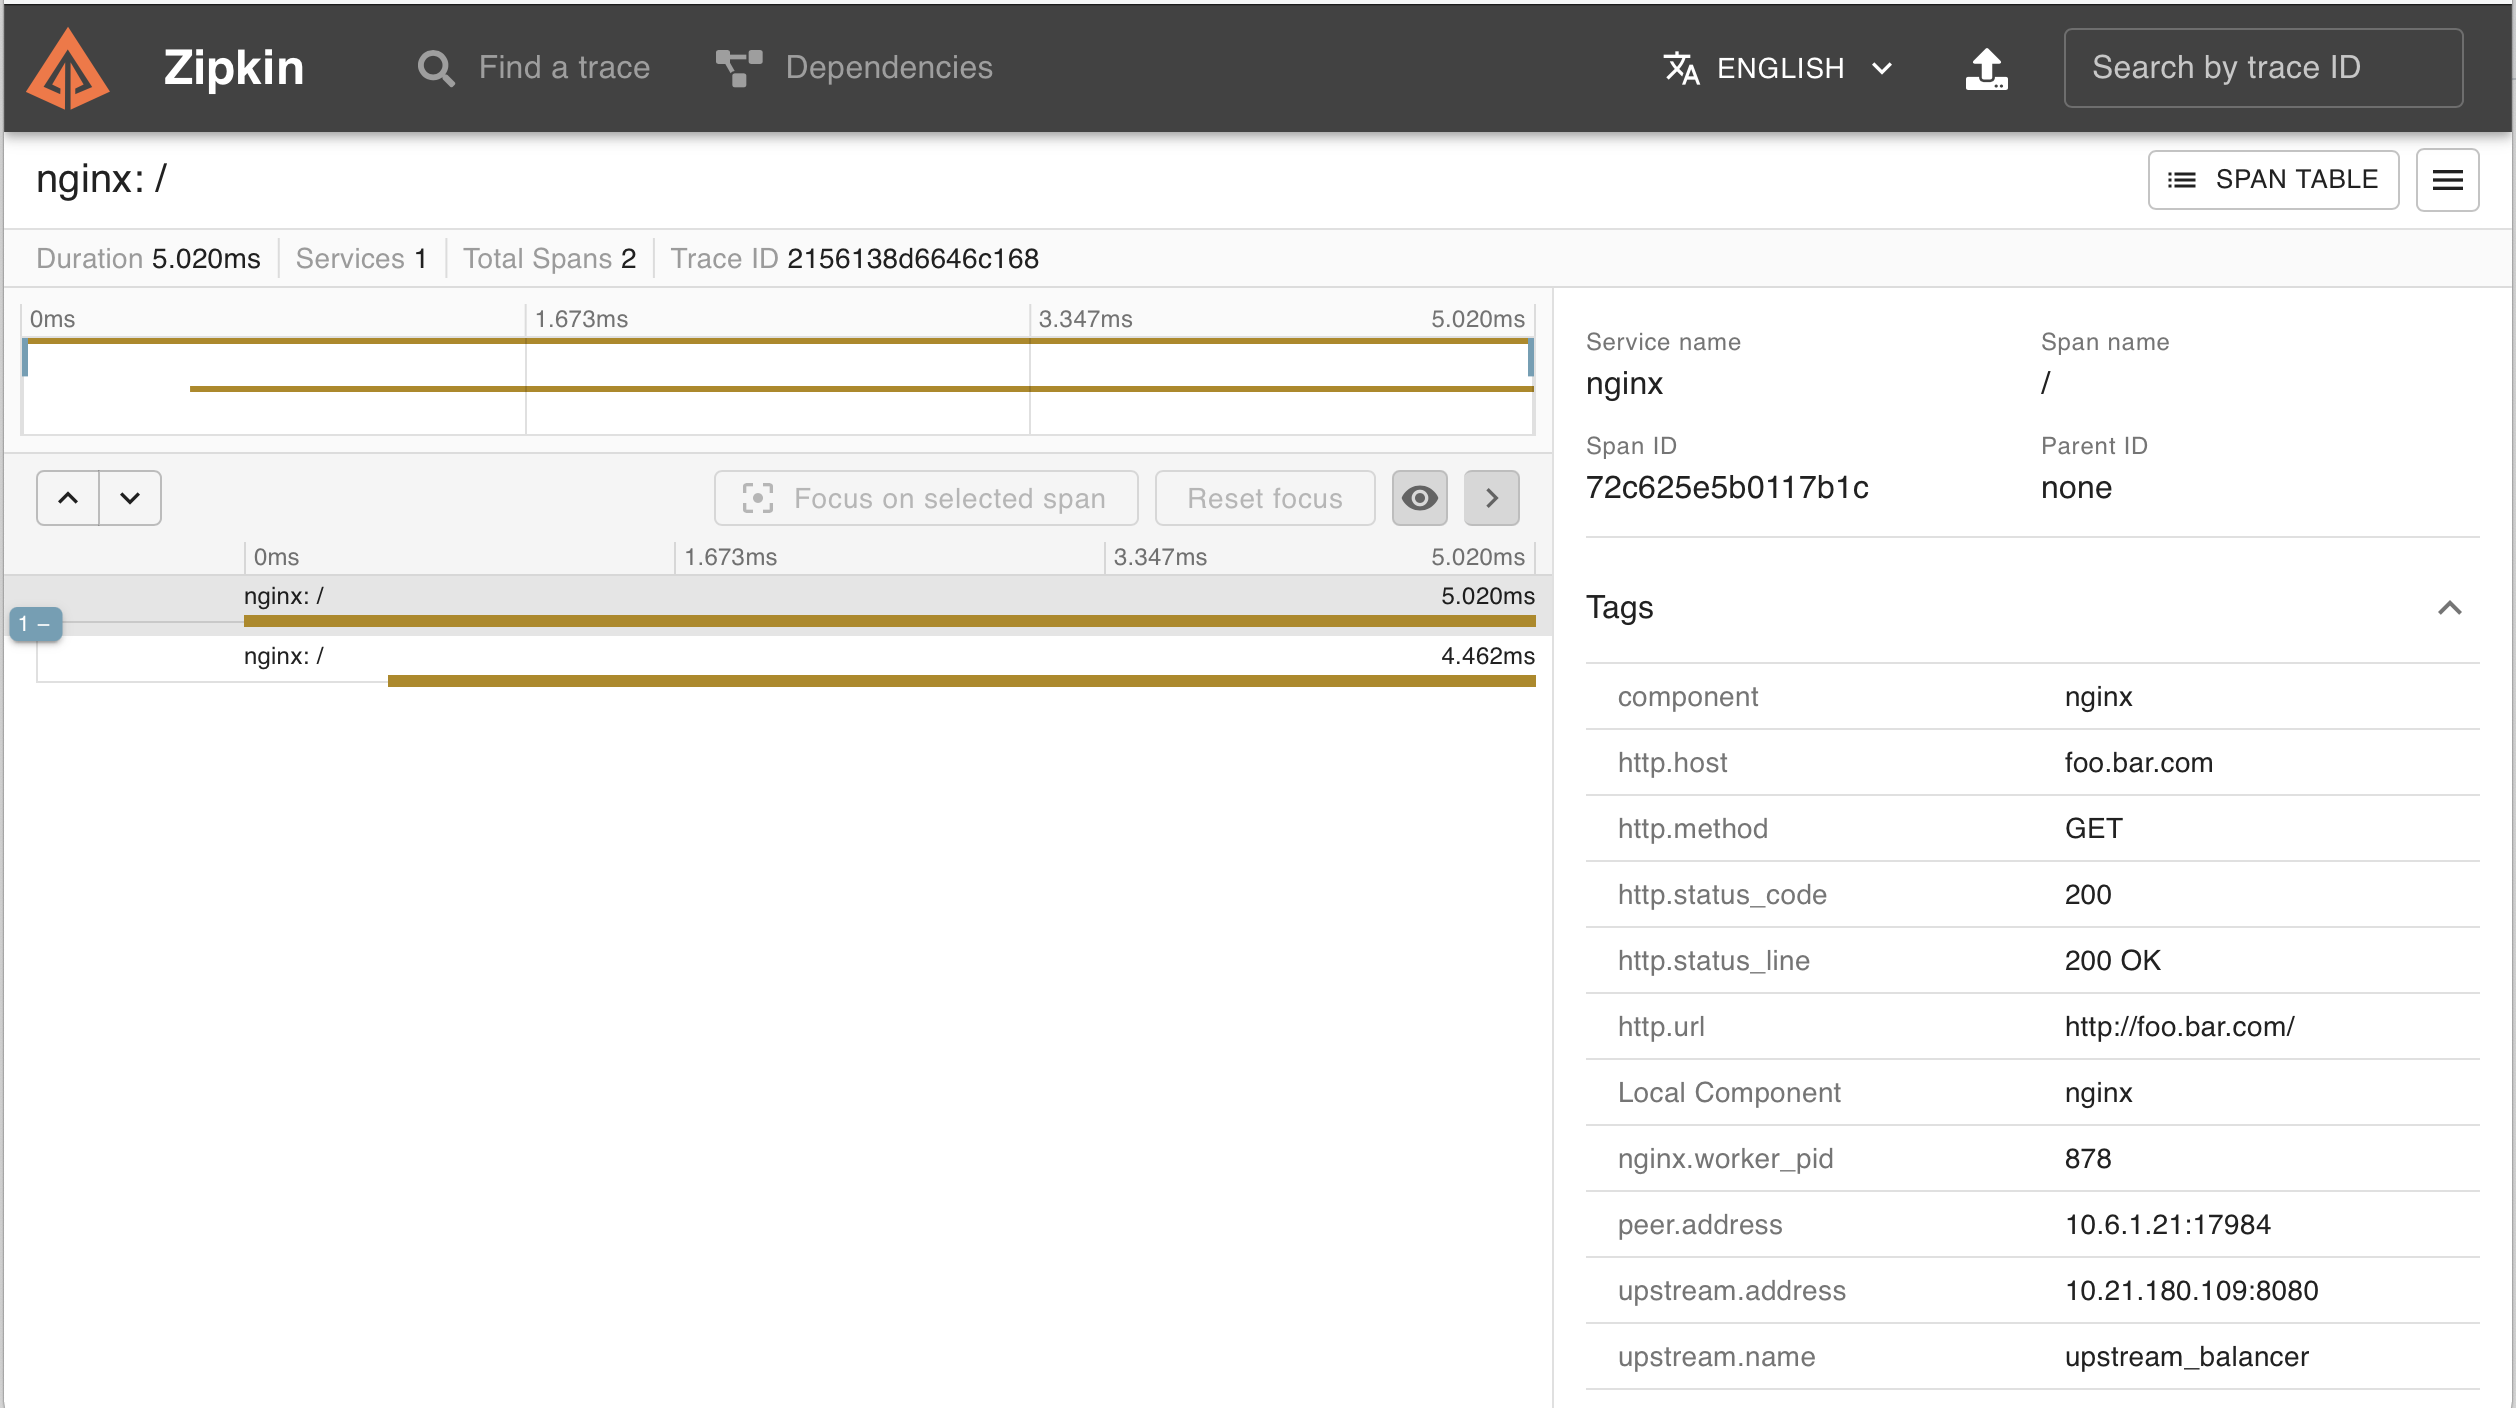 Zipkin
Find a trace
Dependencies
ENGLISH
Search by trace ID
nginx: /
SPAN TABLE
Duration 5.020ms
Services 1
Total Spans 2
Trace ID 2156138d6646c168
0ms 1.673ms 3.347ms 5.020ms
Focus on selected span
Reset focus
0ms 1.673ms 3.347ms 5.020ms
nginx: / 5.020ms
1 –
nginx: / 4.462ms
Service name
nginx
Span name
/
Span ID
72c625e5b0117b1c
Parent ID
none
Tags
component nginx
http.host foo.bar.com
http.method GET
http.status_code 200
http.status_line 200 OK
http.url http://foo.bar.com/
Local Component nginx
nginx.worker_pid 878
peer.address 10.6.1.21:17984
upstream.address 10.21.180.109:8080
upstream.name upstream_balancer